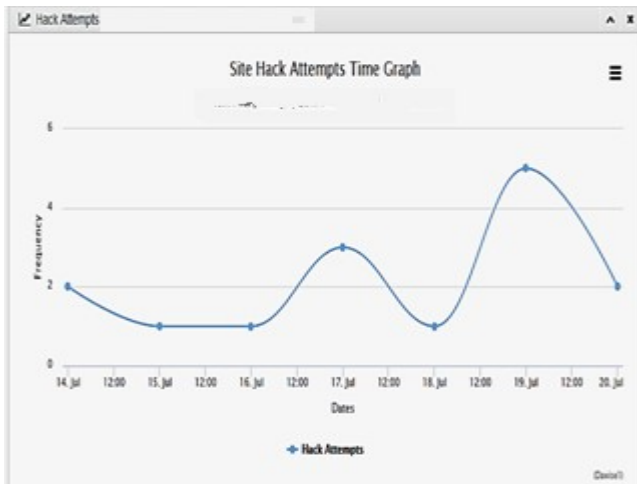 Hack Attempts
Site Hack Attempts Time Graph
6
4
2
0
Frequency
14. Jul 12:00 15. Jul 12:00 16. Jul 12:00 17. Jul 12:00 18. Jul 12:00 19. Jul 12:00 20. Jul
Dates
Hack Attempts